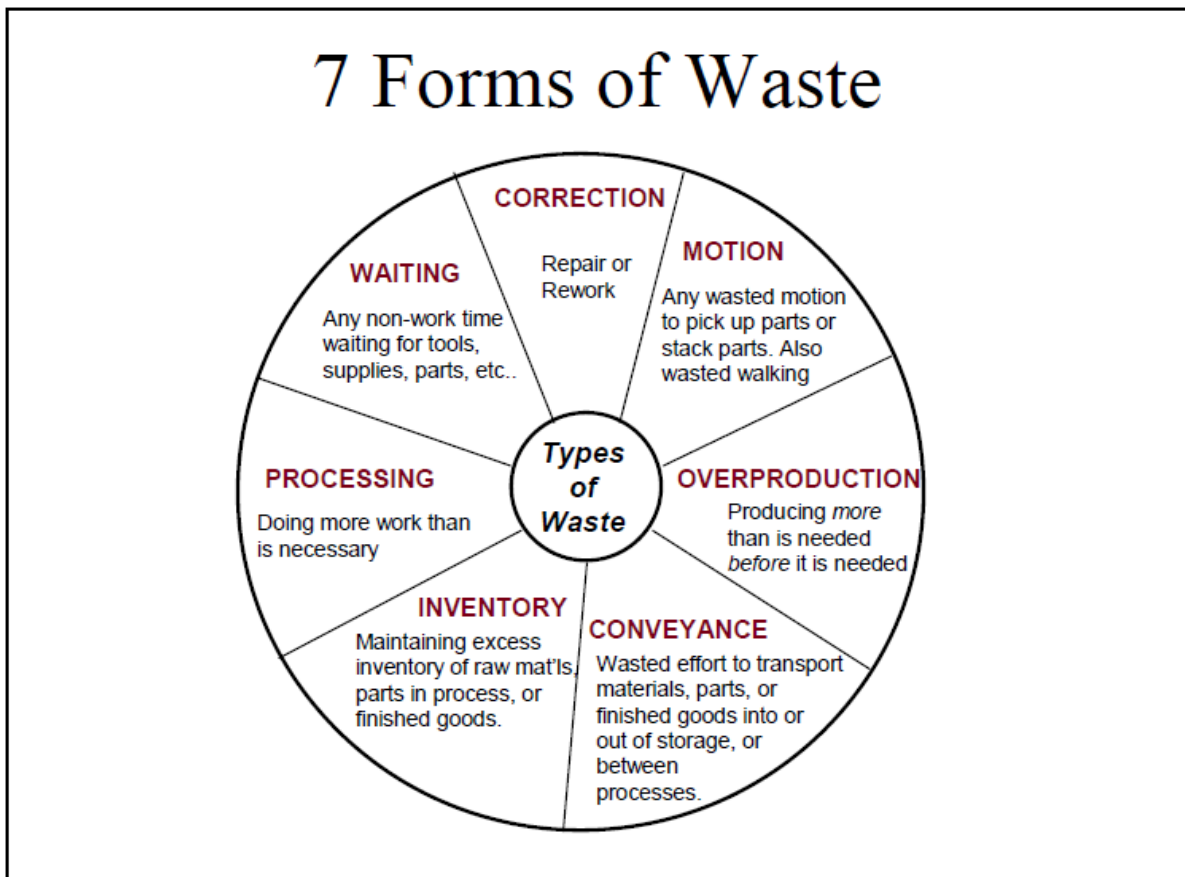 7 Forms of Waste
CORRECTION
Repair or
Rework
MOTION
Any wasted motion
to pick up parts or
stack parts. Also
wasted walking
OVERPRODUCTION
Producing more
than is needed
before it is needed
CONVEYANCE
Wasted effort to transport
materials, parts, or
finished goods into or
out of storage, or
between
processes.
INVENTORY
Maintaining excess
inventory of raw mat'ls,
parts in process, or
finished goods.
PROCESSING
Doing more work than
is necessary
WAITING
Any non-work time
waiting for tools,
supplies, parts, etc..
Types
of
Waste